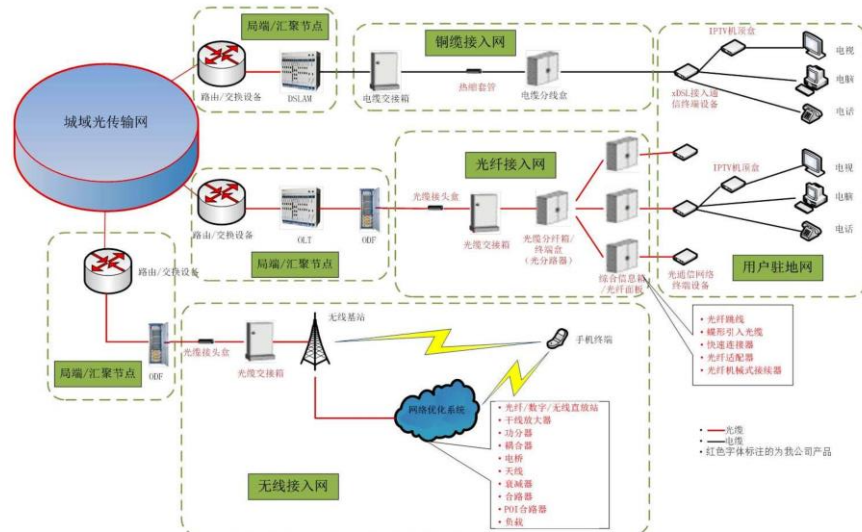 局端/汇聚节点
铜缆接入网
IPTV机顶盒
电视
电脑
电话
路由/交换设备
DSLAM
电缆交接箱
热缩套管
电缆分线盒
xDSL接入通
信终端设备
城域光传输网
光纤接入网
路由/交换设备
OLT
ODF
局端/汇聚节点
光缆接头盒
光缆交接箱
光缆分纤箱/
终端盒
(光分路器)
综合信息箱
/光纤面板
IPTV机顶盒
电视
电脑
电话
光通信网络
终端设备
用户驻地网
路由/交换设备
局端/汇聚节点
ODF
光缆接头盒
光缆交接箱
无线基站
手机终端
网络优化系统
无线接入网
• 光纤跳线
• 蝶形引入光缆
• 快速连接器
• 光纤适配器
• 光纤机械式接续器
• 光纤/数字/无线直放站
• 干线放大器
• 功分器
• 耦合器
• 电桥
• 天线
• 衰减器
• 合路器
• POI合路器
• 负载
• 光缆
• 电缆
• 红色字体标注的为我公司产品